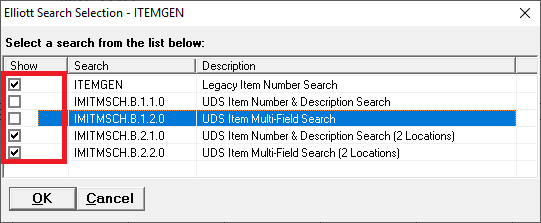 Elliott Search Selection - ITEMGEN
Select a search from the list below:
Show Search Description
ITEMGEN Legacy Item Number Search
IMITMSCH.B.1.1.0 UDS Item Number & Description Search
IMITMSCH.B.1.2.0 UDS Item Multi-Field Search
IMITMSCH.B.2.1.0 UDS Item Number & Description Search (2 Locations)
IMITMSCH.B.2.2.0 UDS Item Multi-Field Search (2 Locations)
OK Cancel